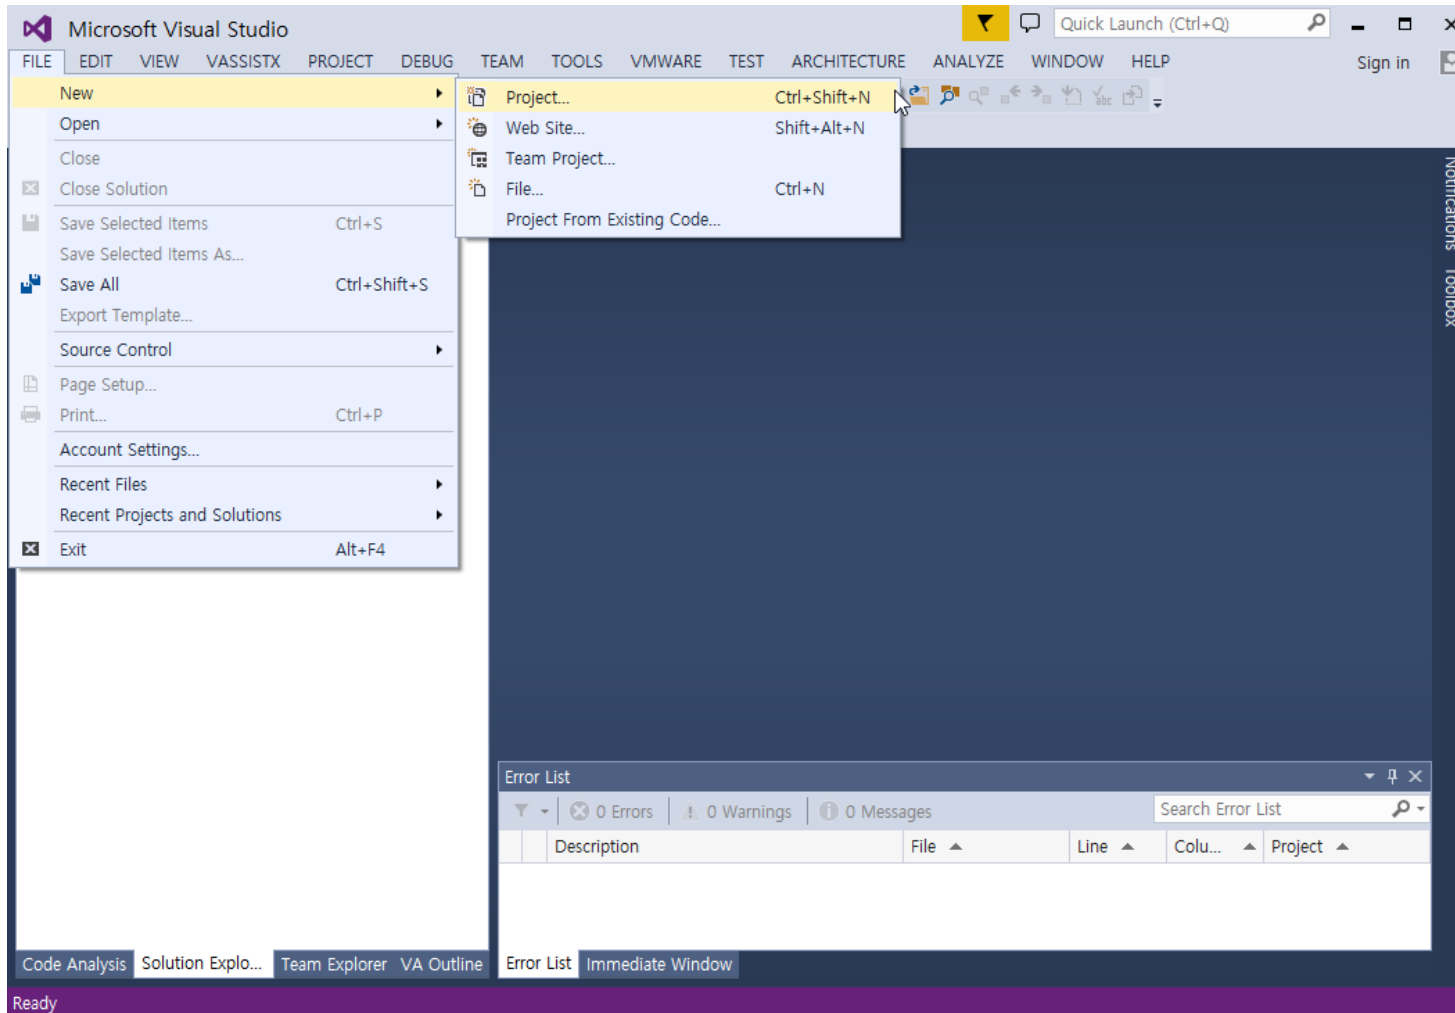 Microsoft Visual Studio
Quick Launch (Ctrl+Q)
FILE EDIT VIEW VASSISTX PROJECT DEBUG TEAM TOOLS VMWARE TEST ARCHITECTURE ANALYZE WINDOW HELP Sign in
New
Open
Close
Close Solution
Save Selected Items Ctrl+S
Save Selected Items As...
Save All Ctrl+Shift+S
Export Template...
Source Control
Page Setup...
Print... Ctrl+P
Account Settings...
Recent Files
Recent Projects and Solutions
Exit Alt+F4
Project... Ctrl+Shift+N
Web Site... Shift+Alt+N
Team Project...
File... Ctrl+N
Project From Existing Code...
Notifications
Toolbox
Error List
0 Errors 0 Warnings 0 Messages Search Error List
Description File Line Colu... Project
Code Analysis Solution Explo... Team Explorer VA Outline
Error List Immediate Window
Ready